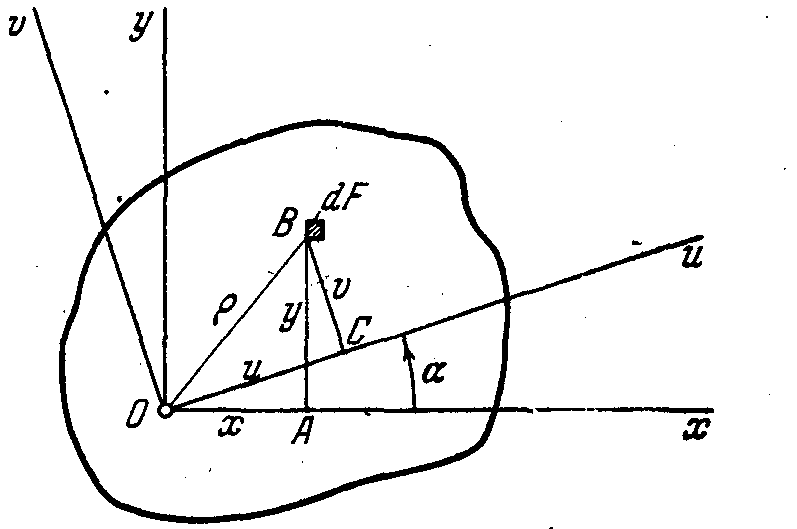 v y
B dF
ρ y v C u
u α
O x A x